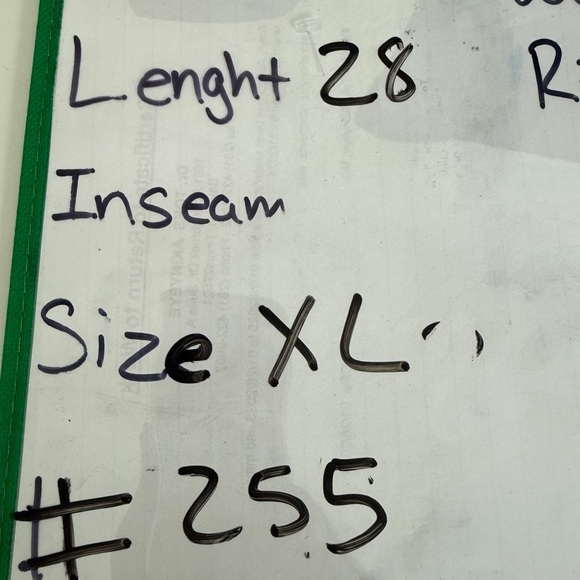 Lenght 28
Inseam
Size XL
# 255